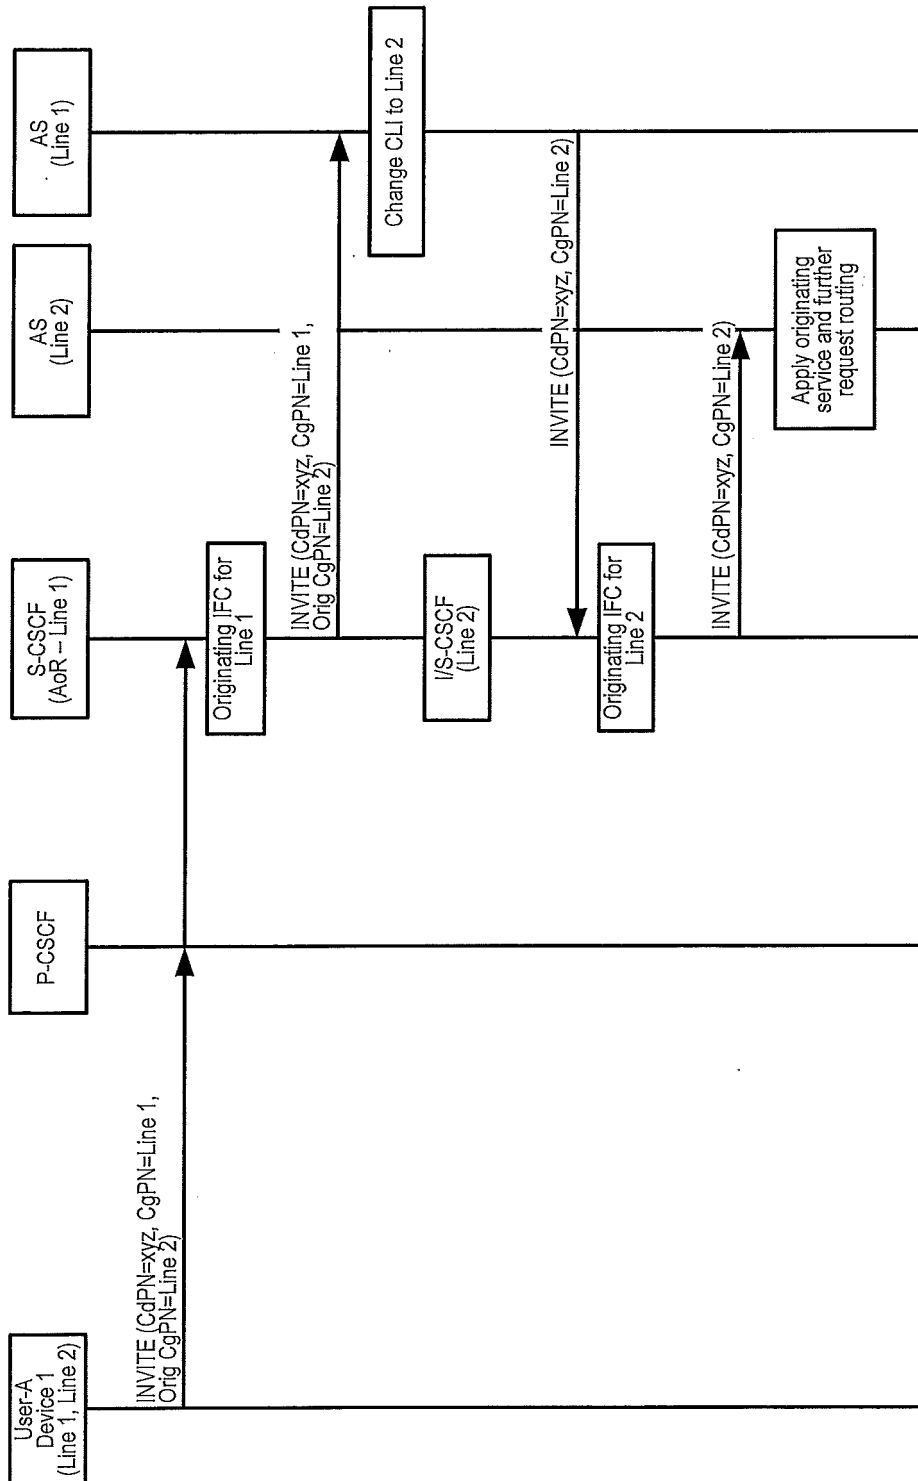 User-A
Device 1
(Line 1, Line 2)
P-CSCF
S-CSCF
(AoR – Line 1)
AS
(Line 2)
AS
(Line 1)
INVITE (CdPN=xyz, CgPN=Line 1,
Orig CgPN=Line 2)
Originating IFC for
Line 1
INVITE (CdPN=xyz, CgPN=Line 1,
Orig CgPN=Line 2)
Change CLI to Line 2
I/S-CSCF
(Line 2)
INVITE (CdPN=xyz, CgPN=Line 2)
Originating IFC for
Line 2
INVITE (CdPN=xyz, CgPN=Line 2)
Apply originating
service and further
request routing